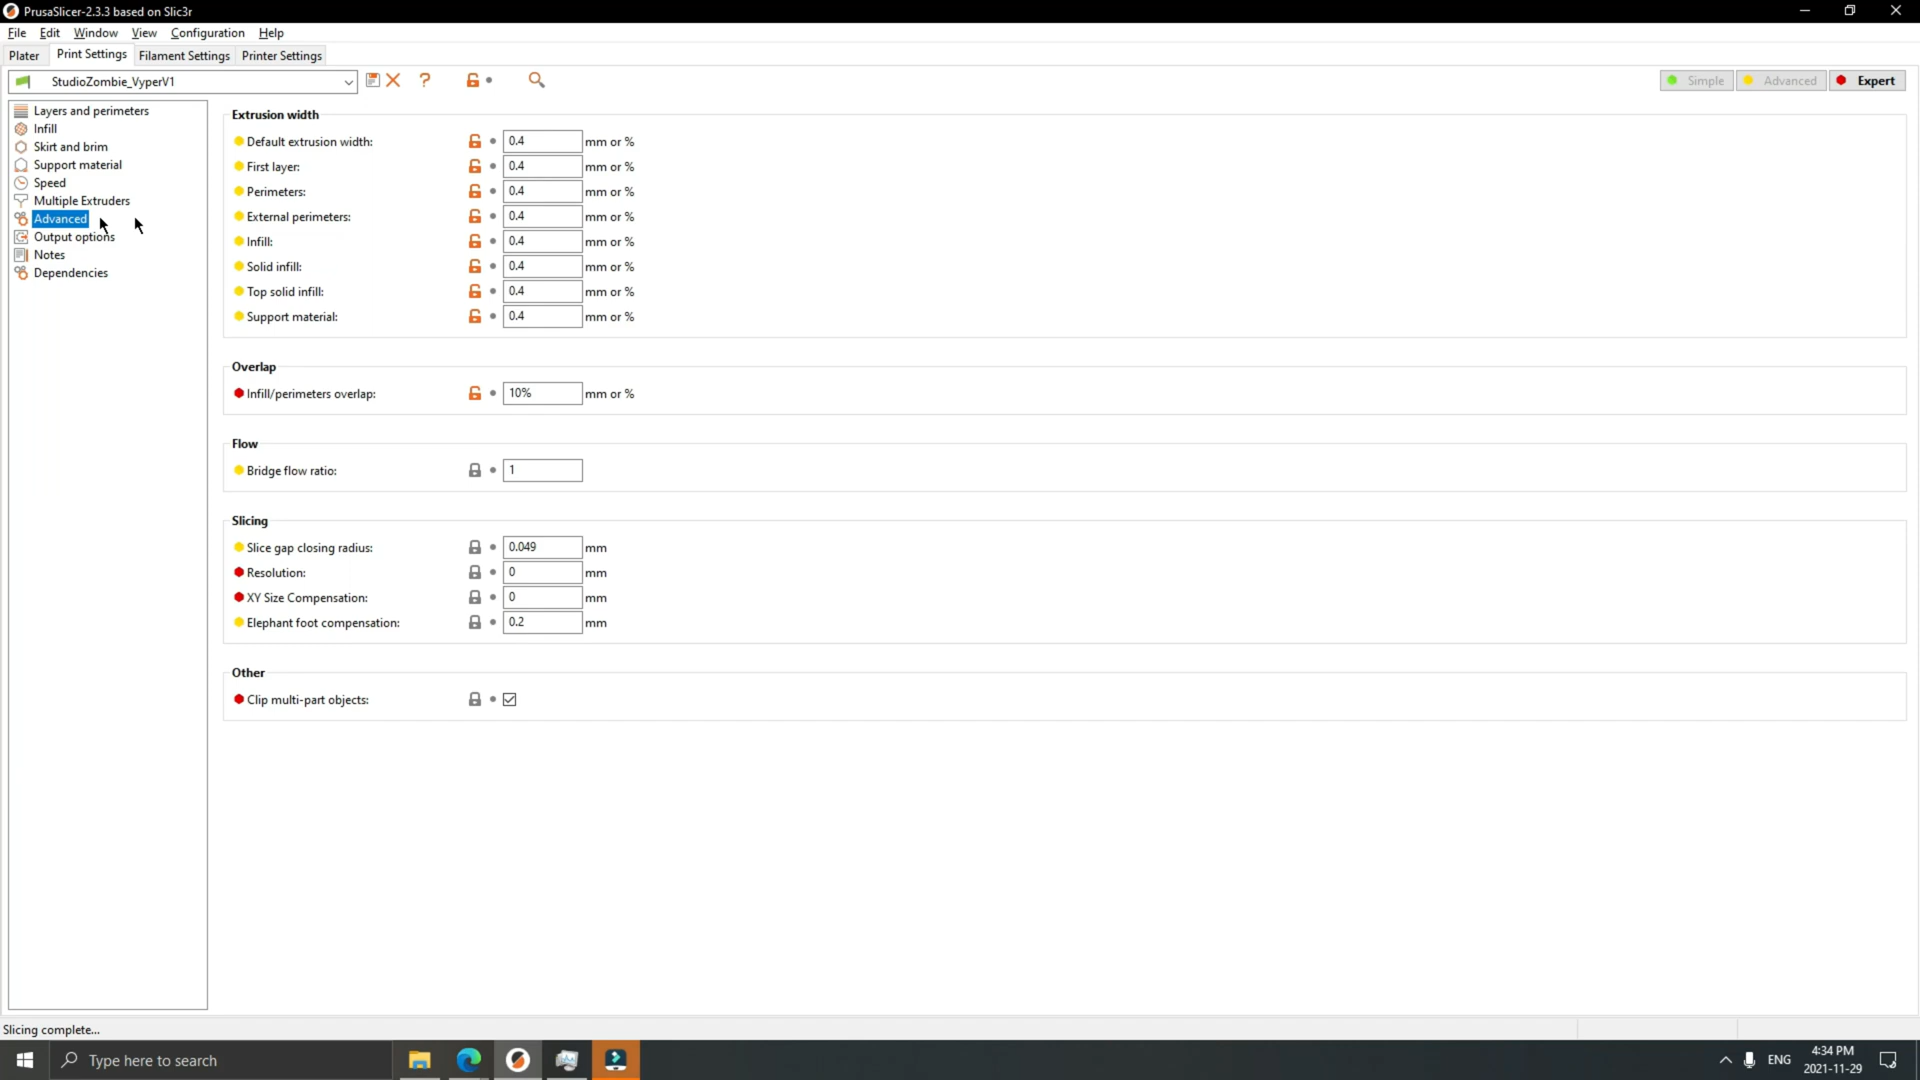 PrusaSlicer-2.3.3 based on Slic3r
File Edit Window View Configuration Help
Plater Print Settings Filament Settings Printer Settings
StudioZombie_VyperV1 ? Simple Advanced Expert
Layers and perimeters
Infill
Skirt and brim
Support material
Speed
Multiple Extruders
Advanced
Output options
Notes
Dependencies
Extrusion width
Default extrusion width: 0.4 mm or %
First layer: 0.4 mm or %
Perimeters: 0.4 mm or %
External perimeters: 0.4 mm or %
Infill: 0.4 mm or %
Solid infill: 0.4 mm or %
Top solid infill: 0.4 mm or %
Support material: 0.4 mm or %
Overlap
Infill/perimeters overlap: 10% mm or %
Flow
Bridge flow ratio: 1
Slicing
Slice gap closing radius: 0.049 mm
Resolution: 0 mm
XY Size Compensation: 0 mm
Elephant foot compensation: 0.2 mm
Other
Clip multi-part objects:
Slicing complete...
Type here to search
ENG
4:34 PM
2021-11-29